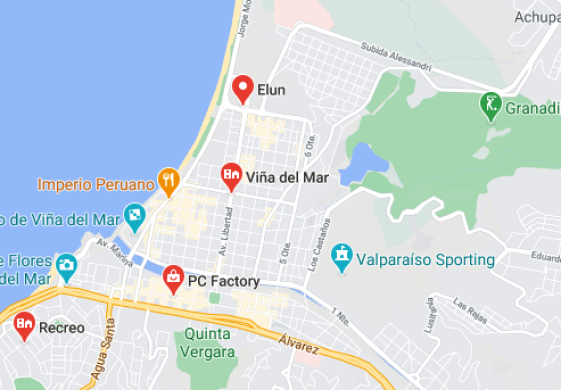 Jorge Mo
Achupa
Subida Alessandri
Elun
Granadi
6 Ote.
Imperio Peruano
Viña del Mar
o de Viña del Mar
Av. Libertad
Av. Marina
5 Ote.
Los Castaños
Eduardo
e Flores
del Mar
Valparaíso Sporting
PC Factory
Las Rejas
Lusitania
1 Nte.
Recreo
Agua Santa
Quinta
Vergara
Álvarez